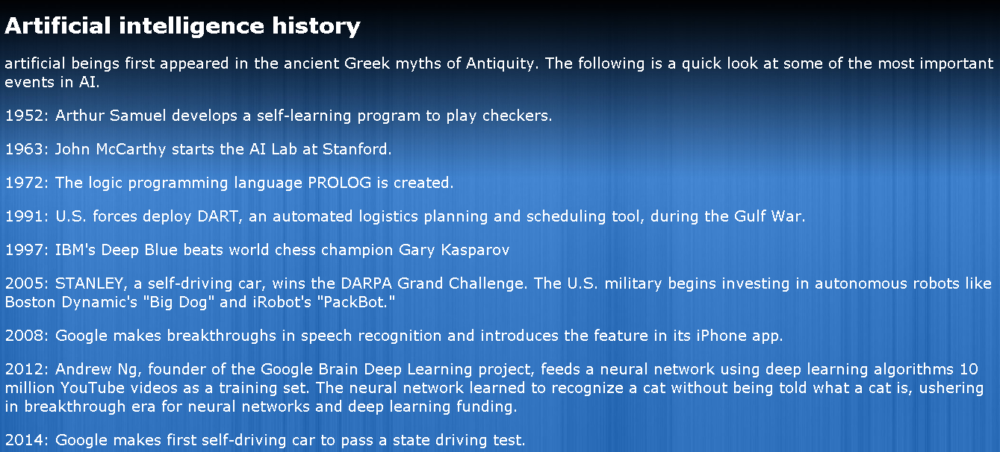 Artificial intelligence history
artificial beings first appeared in the ancient Greek myths of Antiquity. The following is a quick look at some of the most important
events in AI.
1952: Arthur Samuel develops a self-learning program to play checkers.
1963: John McCarthy starts the AI Lab at Stanford.
1972: The logic programming language PROLOG is created.
1991: U.S. forces deploy DART, an automated logistics planning and scheduling tool, during the Gulf War.
1997: IBM's Deep Blue beats world chess champion Gary Kasparov
2005: STANLEY, a self-driving car, wins the DARPA Grand Challenge. The U.S. military begins investing in autonomous robots like
Boston Dynamic's "Big Dog" and iRobot's "PackBot."
2008: Google makes breakthroughs in speech recognition and introduces the feature in its iPhone app.
2012: Andrew Ng, founder of the Google Brain Deep Learning project, feeds a neural network using deep learning algorithms 10
million YouTube videos as a training set. The neural network learned to recognize a cat without being told what a cat is, ushering
in breakthrough era for neural networks and deep learning funding.
2014: Google makes first self-driving car to pass a state driving test.